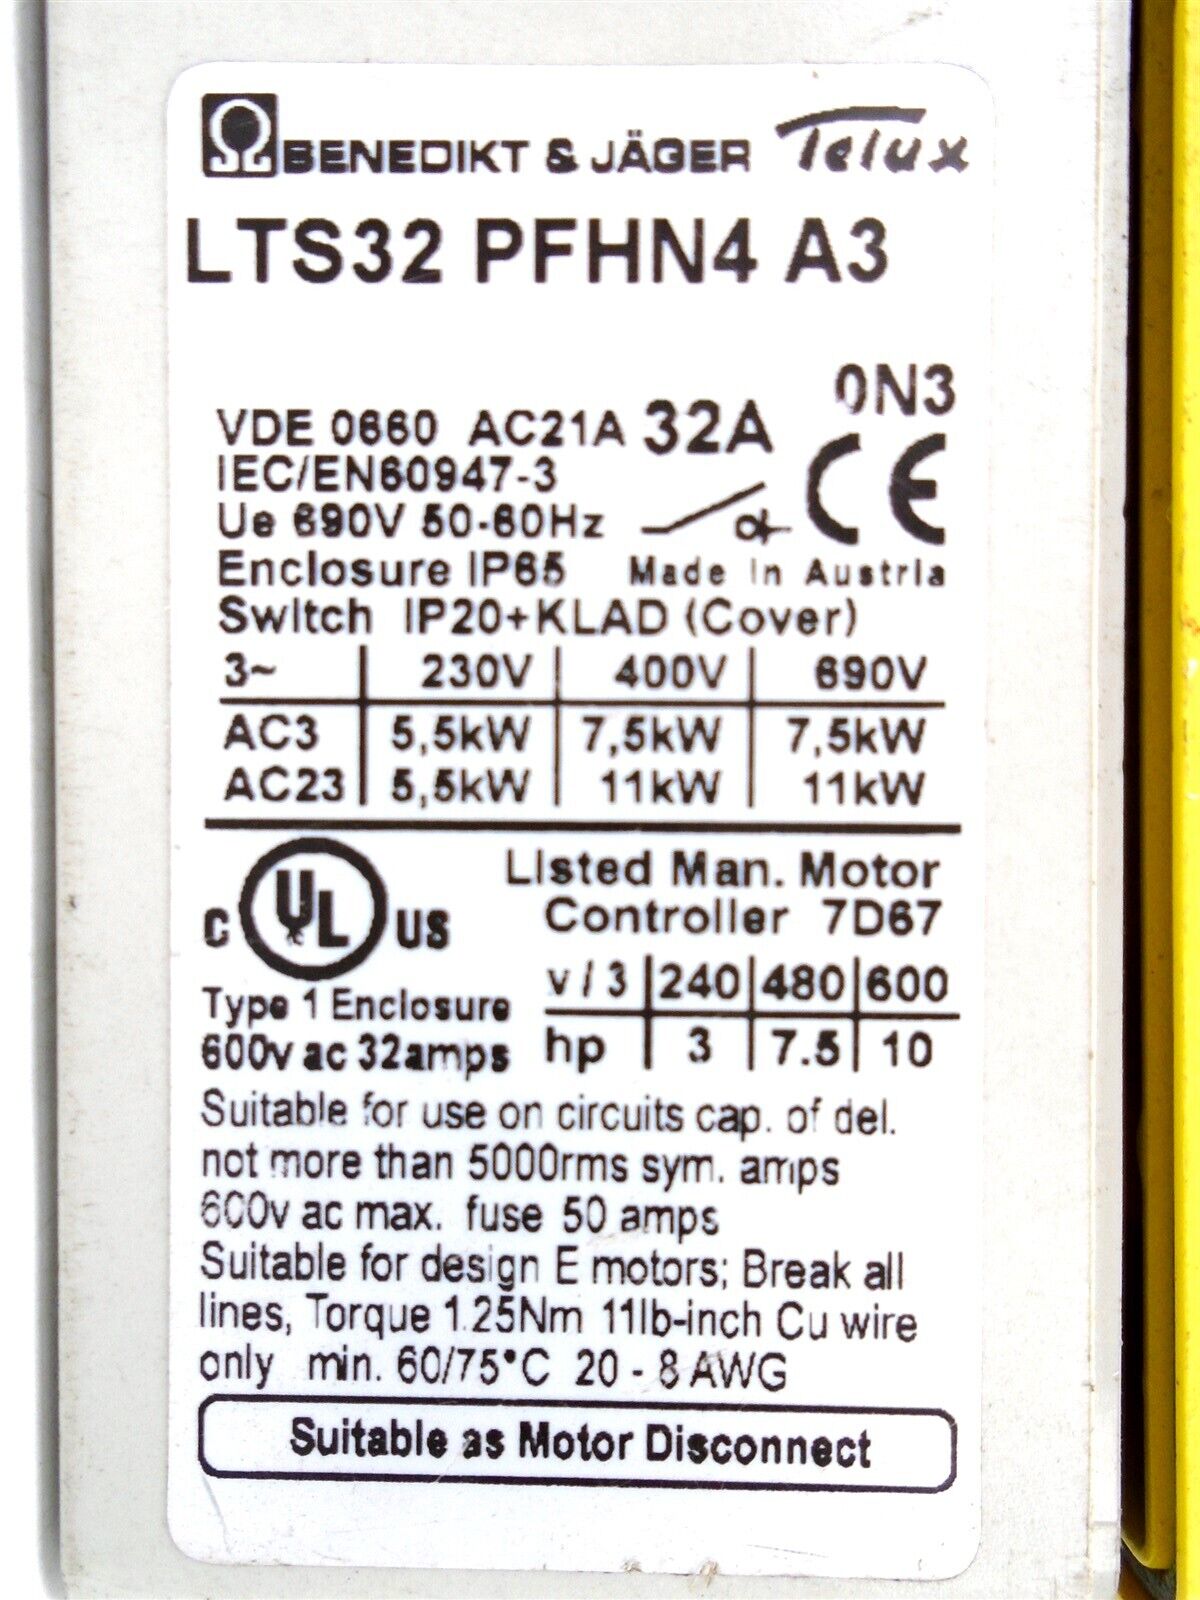 BENEDIKT & JÄGER Telux
LTS32 PFHN4 A3
0N3
VDE 0660 AC21A 32A
IEC/EN60947-3
Ue 690V 50-60Hz
CE
Enclosure IP65 Made in Austria
Switch IP20+KLAD (Cover)
3~ 230V 400V 690V
AC3 5,5kW 7,5kW 7,5kW
AC23 5,5kW 11kW 11kW
C UL US
Listed Man. Motor
Controller 7D67
v/3 240 480 600
hp 3 7.5 10
Type 1 Enclosure
600v ac 32amps
Suitable for use on circuits cap. of del.
not more than 5000rms sym. amps
600v ac max. fuse 50 amps
Suitable for design E motors; Break all
lines, Torque 1.25Nm 11lb-inch Cu wire
only min. 60/75°C 20 - 8 AWG
Suitable as Motor Disconnect